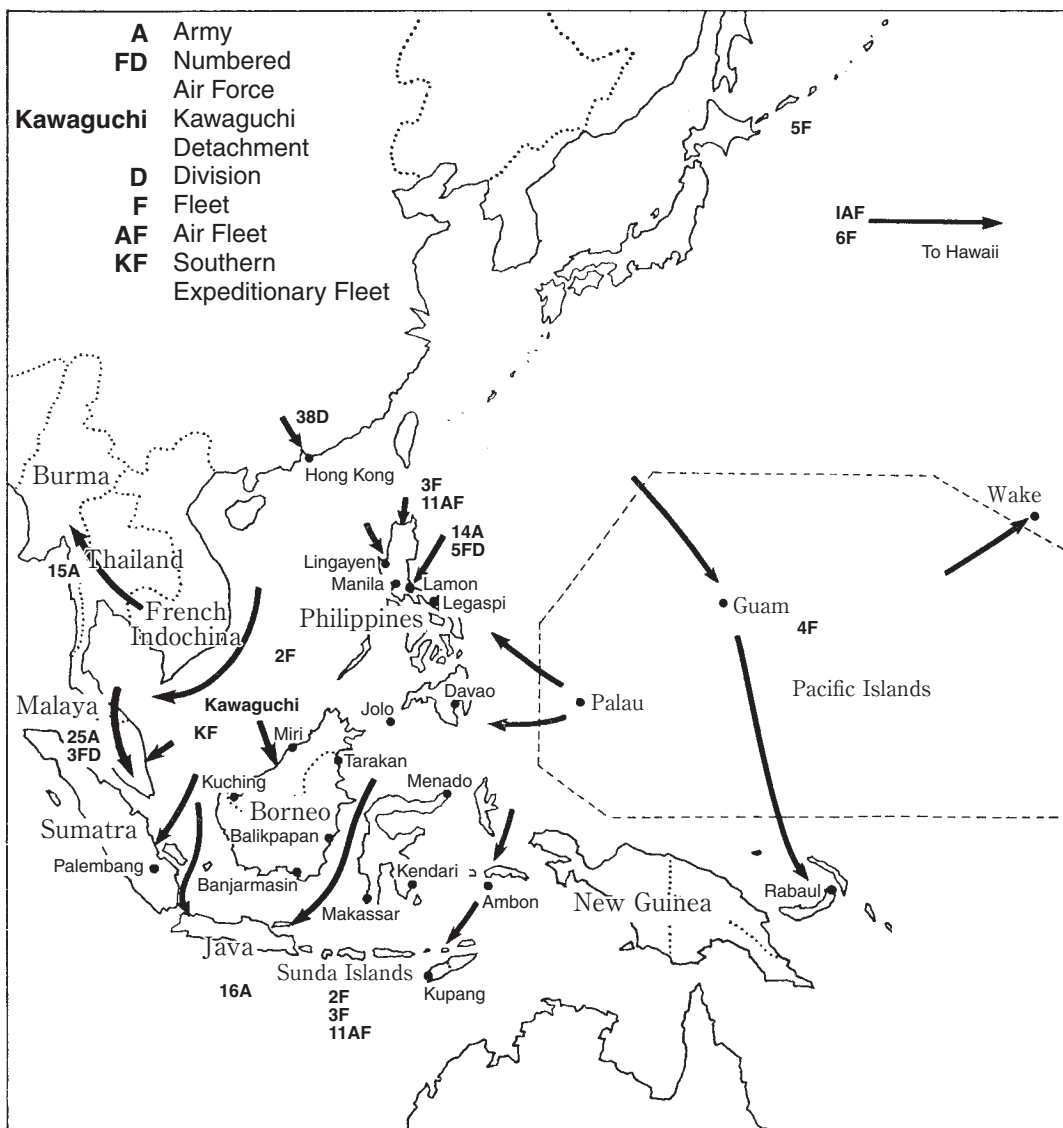 A Army
FD Numbered
Air Force
Kawaguchi Kawaguchi
Detachment
D Division
F Fleet
AF Air Fleet
KF Southern
Expeditionary Fleet
5F
IAF
6F
To Hawaii
38D
Hong Kong
Burma
3F
11AF
Wake
14A
5FD
Lingayen
Thailand
15A
Manila
Lamon
Legaspi
French
Indochina
Philippines
Guam
4F
2F
Pacific Islands
Malaya
Kawaguchi
Davao
Palau
Jolo
25A
3FD
KF
Miri
Tarakan
Kuching
Menado
Borneo
Sumatra
Balikpapan
Palembang
Kendari
Banjarmasin
Ambon
Rabaul
Makassar
New Guinea
Java
Sunda Islands
Kupang
16A
2F
3F
11AF